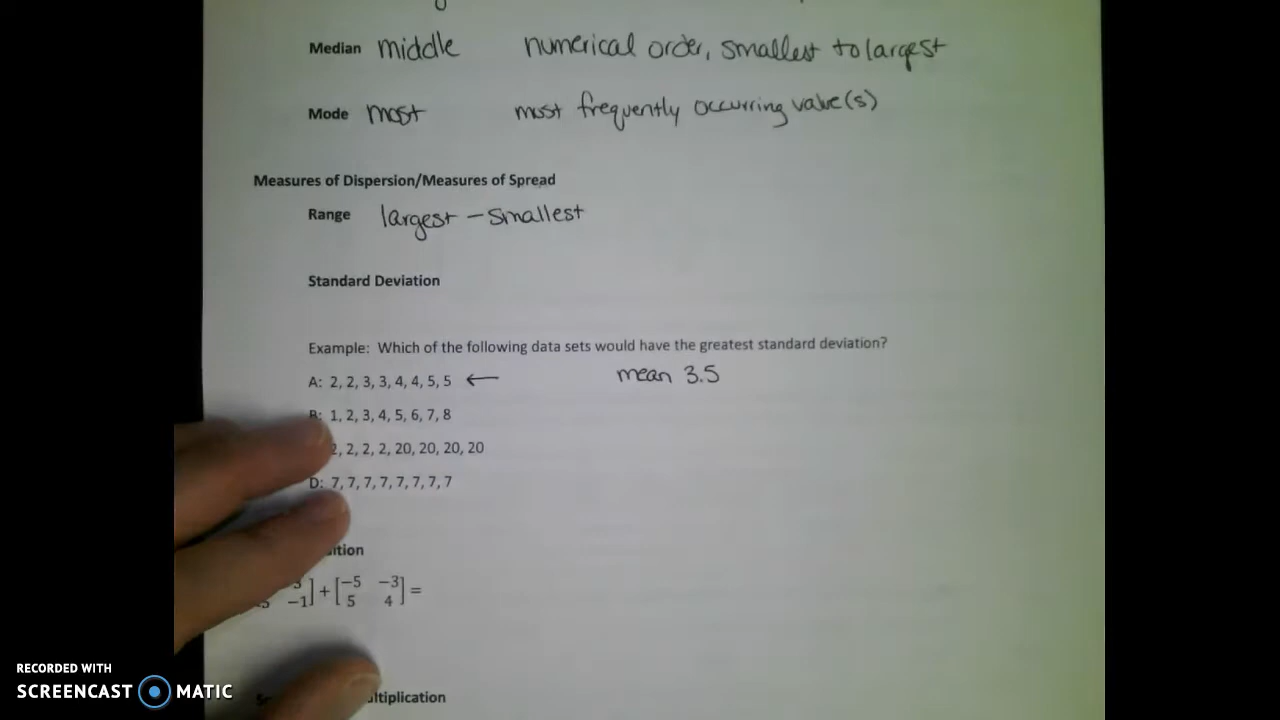 Median middle numerical order, smallest to largest
Mode most most frequently occurring value(s)
Measures of Dispersion/Measures of Spread
Range largest - smallest
Standard Deviation
Example: Which of the following data sets would have the greatest standard deviation?
A: 2, 2, 3, 3, 4, 4, 5, 5 ← mean 3.5
B: 1, 2, 3, 4, 5, 6, 7, 8
2, 2, 2, 2, 20, 20, 20, 20
D: 7, 7, 7, 7, 7, 7, 7, 7
3] + [-5 -3] =
-1] 5 4
RECORDED WITH
SCREENCAST MATIC